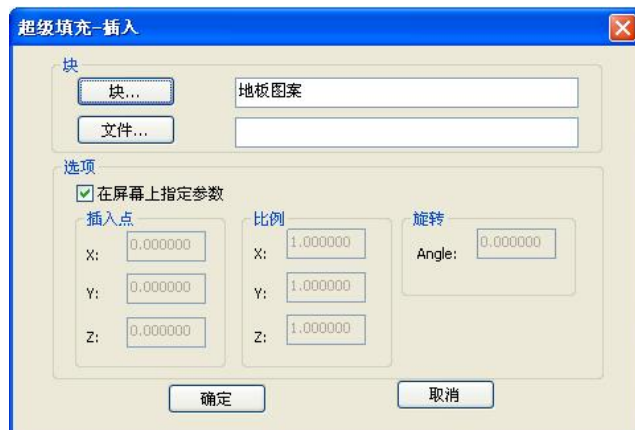 超级填充-插入
块
块... 地板图案
文件...
选项
在屏幕上指定参数
插入点 比例 旋转
X: 0.000000 X: 1.000000 Angle: 0.000000
Y: 0.000000 Y: 1.000000
Z: 0.000000 Z: 1.000000
确定 取消